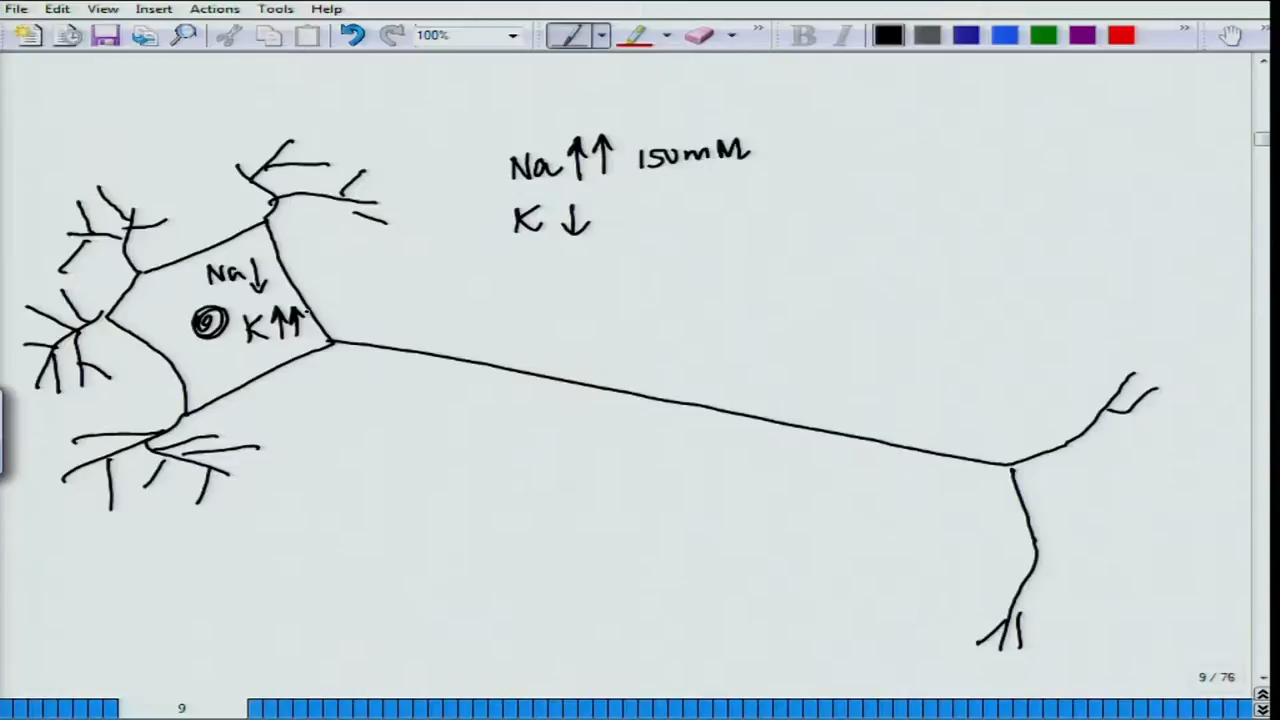 File Edit View Insert Actions Tools Help
100%
B I
Na ↑↑ 150mM
K ↓
Na ↓
K ↑↑
9 / 76
9